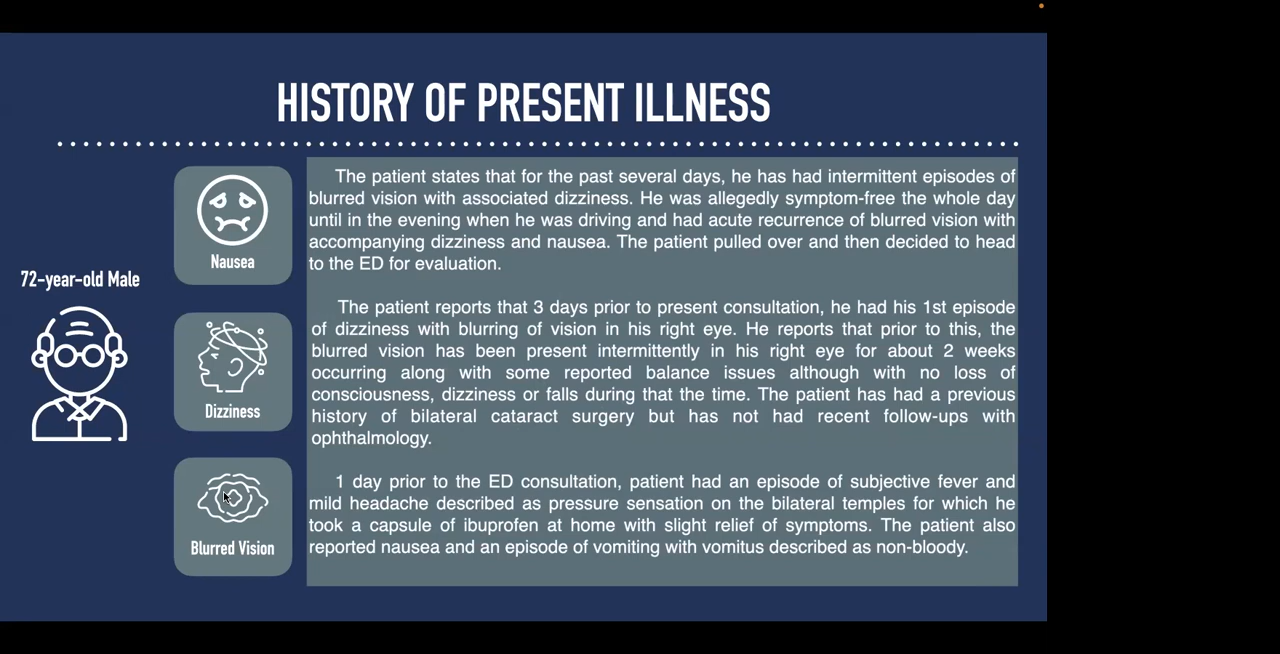 HISTORY OF PRESENT ILLNESS
72-year-old Male
Nausea
Dizziness
Blurred Vision
The patient states that for the past several days, he has had intermittent episodes of
blurred vision with associated dizziness. He was allegedly symptom-free the whole day
until in the evening when he was driving and had acute recurrence of blurred vision with
accompanying dizziness and nausea. The patient pulled over and then decided to head
to the ED for evaluation.
The patient reports that 3 days prior to present consultation, he had his 1st episode
of dizziness with blurring of vision in his right eye. He reports that prior to this, the
blurred vision has been present intermittently in his right eye for about 2 weeks
occurring along with some reported balance issues although with no loss of
consciousness, dizziness or falls during that the time. The patient has had a previous
history of bilateral cataract surgery but has not had recent follow-ups with
ophthalmology.
1 day prior to the ED consultation, patient had an episode of subjective fever and
mild headache described as pressure sensation on the bilateral temples for which he
took a capsule of ibuprofen at home with slight relief of symptoms. The patient also
reported nausea and an episode of vomiting with vomitus described as non-bloody.